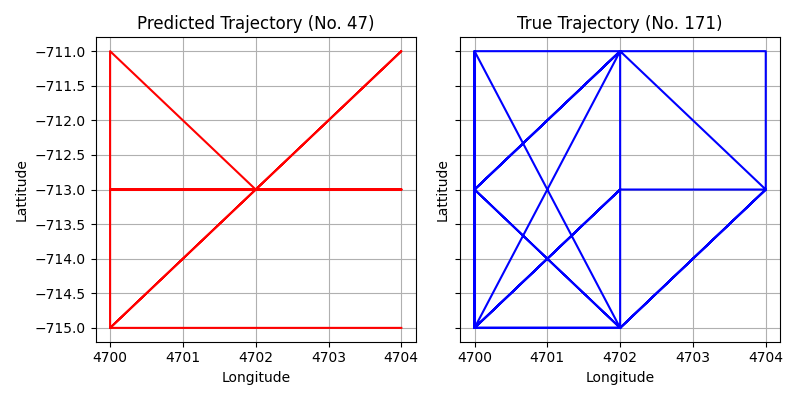 Predicted Trajectory (No. 47)
True Trajectory (No. 171)
Lattitude
−711.0
−711.5
−712.0
−712.5
−713.0
−713.5
−714.0
−714.5
−715.0
4700 4701 4702 4703 4704
Longitude
Lattitude
4700 4701 4702 4703 4704
Longitude